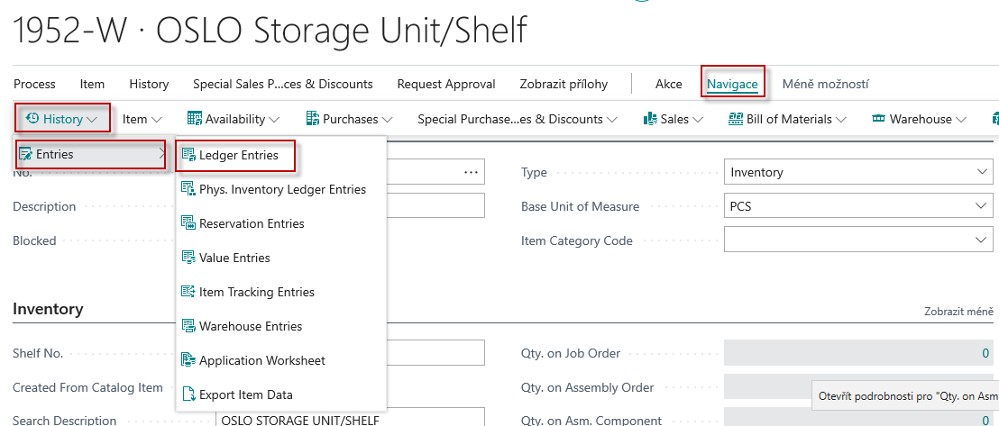 1952-W · OSLO Storage Unit/Shelf
Process Item History Special Sales P...ces & Discounts Request Approval Zobrazit přílohy Akce Navigace Méně možností
History Item Availability Purchases Special Purchase...es & Discounts Sales Bill of Materials Warehouse
Entries Ledger Entries
No. ... Type Inventory
Phys. Inventory Ledger Entries
Description Base Unit of Measure PCS
Reservation Entries
Blocked Item Category Code
Value Entries
Item Tracking Entries
Inventory Zobrazit méně
Warehouse Entries
Shelf No. Qty. on Job Order 0
Application Worksheet
Created From Catalog Item Qty. on Assembly Order
Export Item Data Otevřít podrobnosti pro "Qty. on Asm.
Search Description OSLO STORAGE UNIT/SHELF Qty. on Asm. Component 0